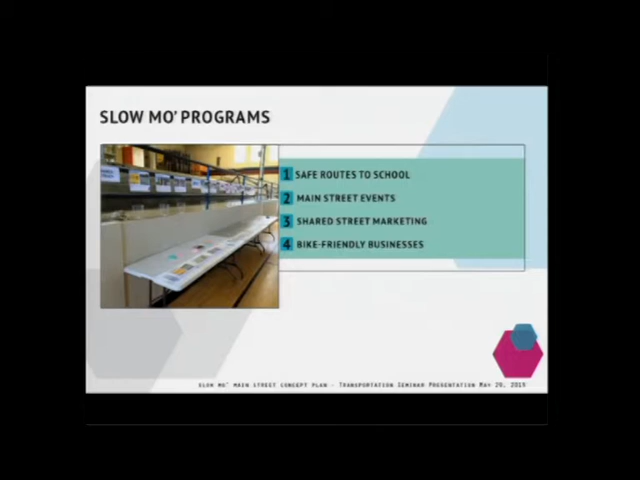 SLOW MO' PROGRAMS
1 SAFE ROUTES TO SCHOOL
2 MAIN STREET EVENTS
3 SHARED STREET MARKETING
4 BIKE-FRIENDLY BUSINESSES
SLOW MO' MAIN STREET CONCEPT PLAN - TRANSPORTATION SEMINAR PRESENTATION MAY 29, 2015